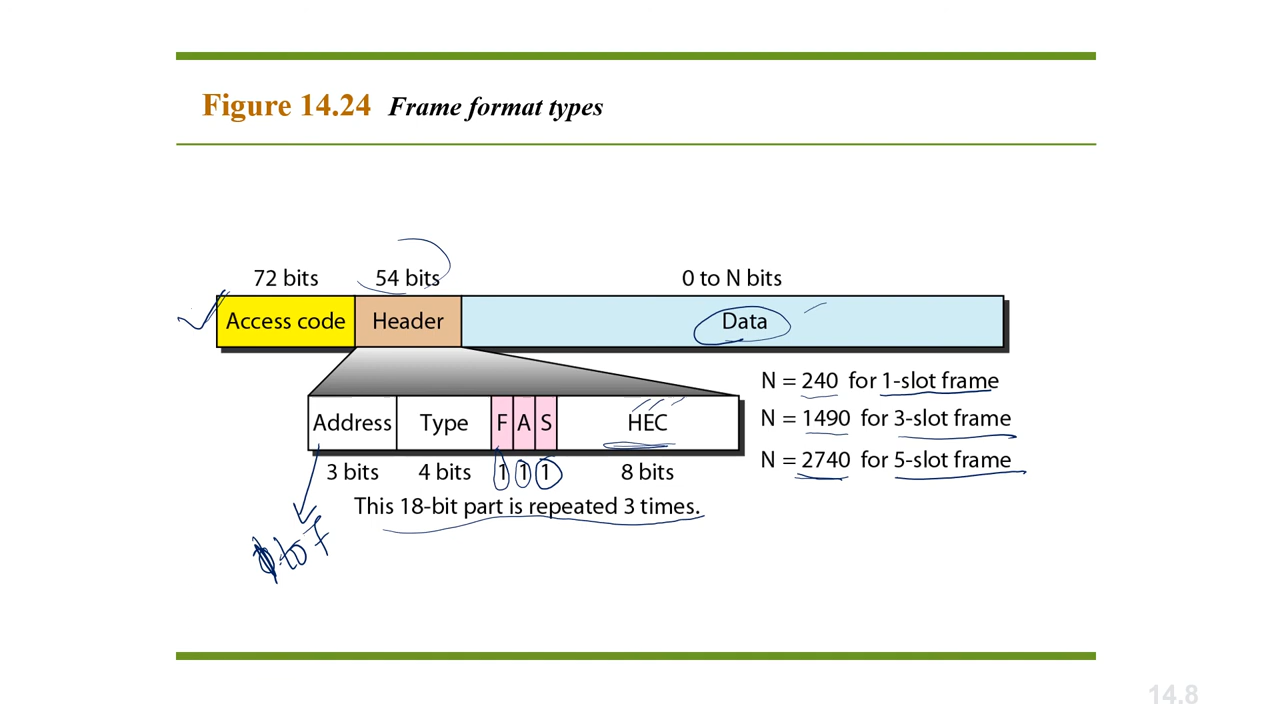 Figure 14.24 Frame format types
72 bits 54 bits 0 to N bits
Access code Header Data
N = 240 for 1-slot frame
N = 1490 for 3-slot frame
N = 2740 for 5-slot frame
Address Type F A S HEC
3 bits 4 bits 1 1 1 8 bits
This 18-bit part is repeated 3 times.
to 7
14.8